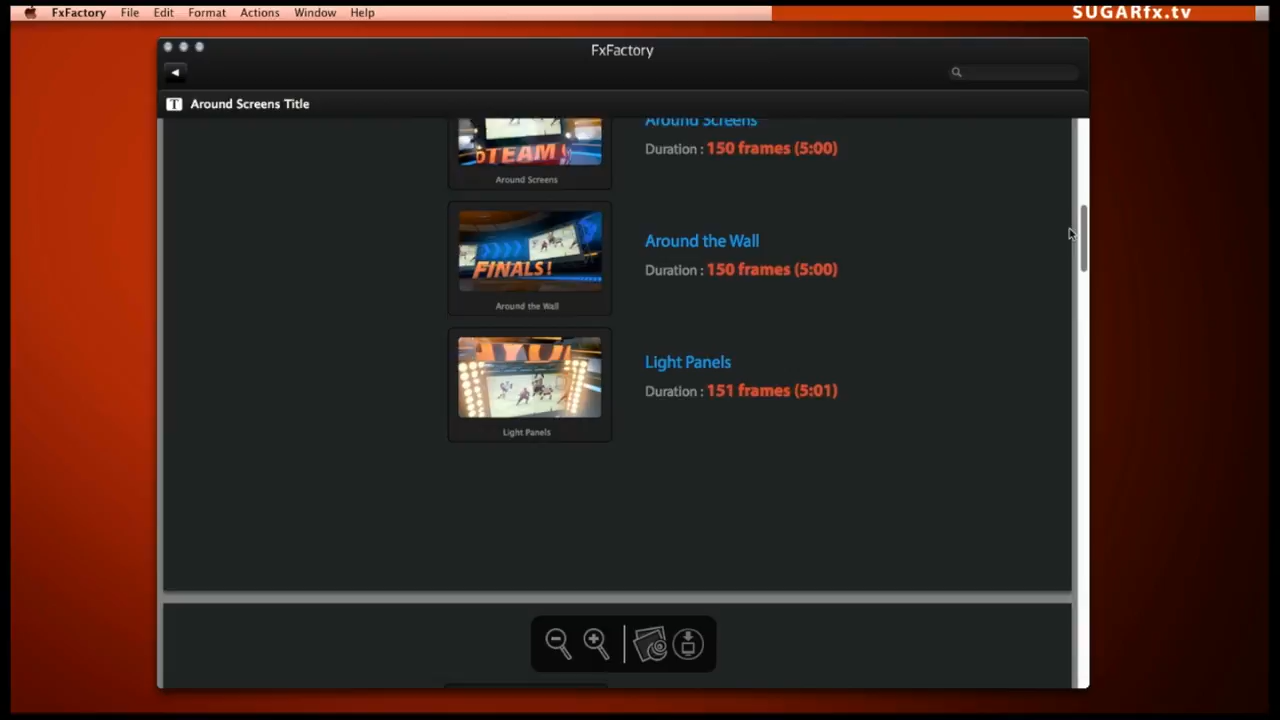 FxFactory File Edit Format Actions Window Help
SUGARfx.tv
FxFactory
T Around Screens Title
Around Screens
Duration : 150 frames (5:00)
TEAM
Around Screens
Around the Wall
Duration : 150 frames (5:00)
FINALS!
Around the Wall
Light Panels
Duration : 151 frames (5:01)
Light Panels